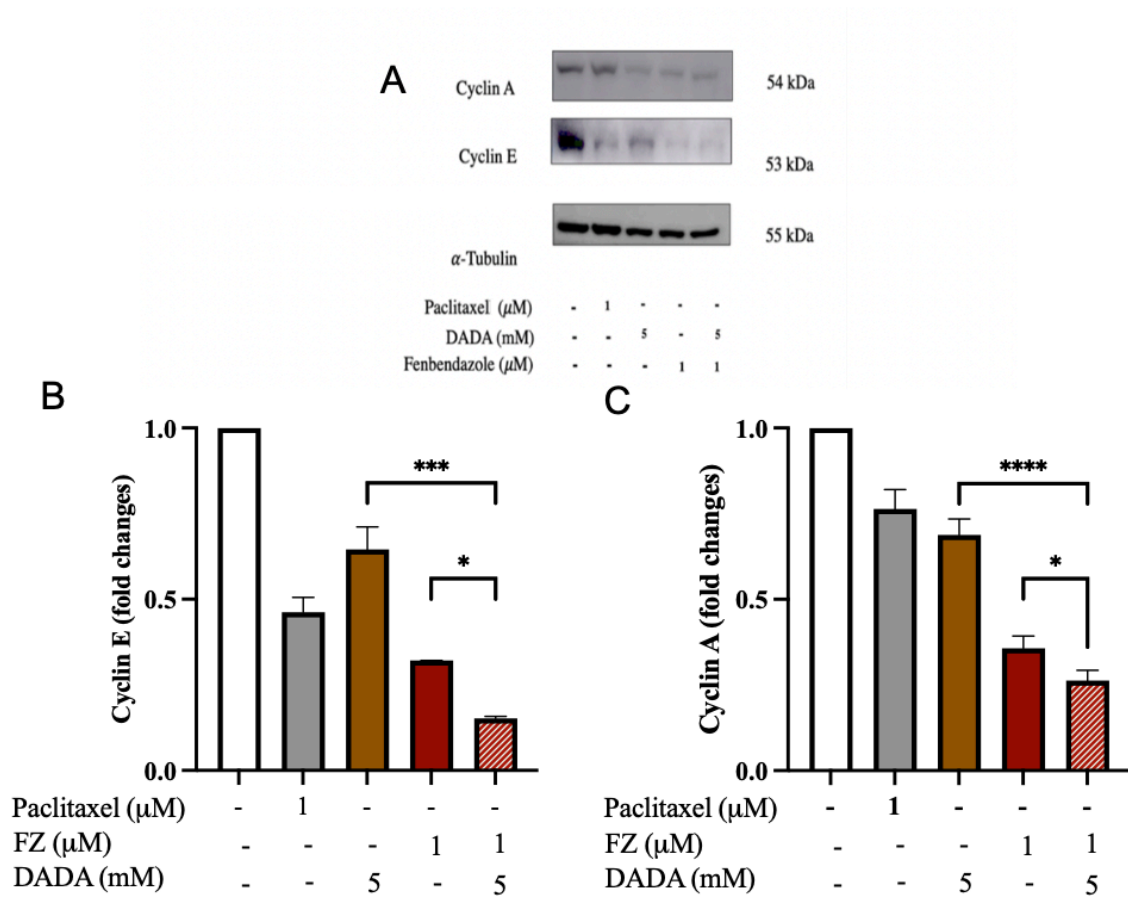 A
Cyclin A 54 kDa
Cyclin E 53 kDa
α-Tubulin 55 kDa
Paclitaxel (μM) - 1 - - -
DADA (mM) - - 5 - 5
Fenbendazole (μM) - - - 1 1
B
Cyclin E (fold changes)
1.0
0.5
0.0
***
*
Paclitaxel (μM) - 1 - - -
FZ (μM) - - - 1 1
DADA (mM) - - 5 - 5
C
Cyclin A (fold changes)
1.0
0.5
0.0
****
*
Paclitaxel (μM) - 1 - - -
FZ (μM) - - - 1 1
DADA (mM) - - 5 - 5